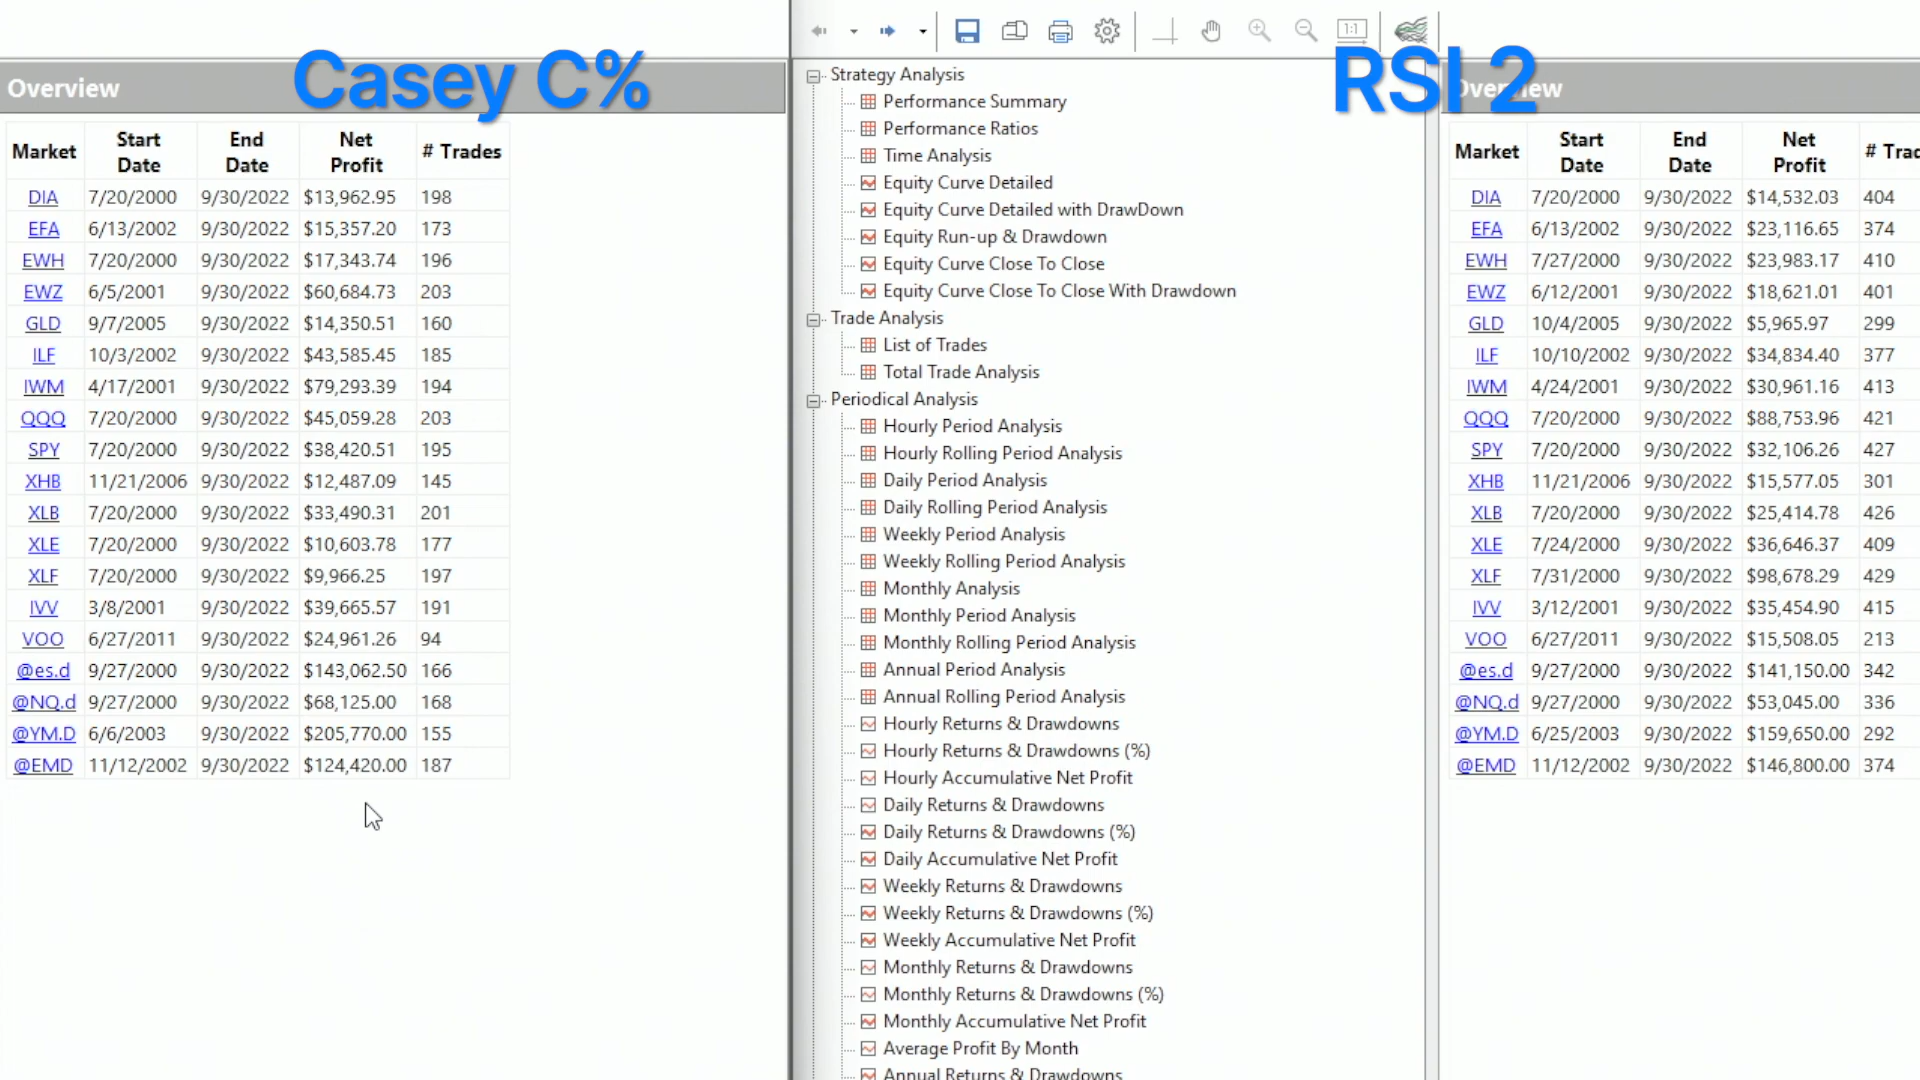 Casey C%
Overview
Market Start Date End Date Net Profit # Trades
DIA 7/20/2000 9/30/2022 $13,962.95 198
EFA 6/13/2002 9/30/2022 $15,357.20 173
EWH 7/20/2000 9/30/2022 $17,343.74 196
EWZ 6/5/2001 9/30/2022 $60,684.73 203
GLD 9/7/2005 9/30/2022 $14,350.51 160
ILF 10/3/2002 9/30/2022 $43,585.45 185
IWM 4/17/2001 9/30/2022 $79,293.39 194
QQQ 7/20/2000 9/30/2022 $45,059.28 203
SPY 7/20/2000 9/30/2022 $38,420.51 195
XHB 11/21/2006 9/30/2022 $12,487.09 145
XLB 7/20/2000 9/30/2022 $33,490.31 201
XLE 7/20/2000 9/30/2022 $10,603.78 177
XLF 7/20/2000 9/30/2022 $9,966.25 197
IVV 3/8/2001 9/30/2022 $39,665.57 191
VOO 6/27/2011 9/30/2022 $24,961.26 94
@es.d 9/27/2000 9/30/2022 $143,062.50 166
@NQ.d 9/27/2000 9/30/2022 $68,125.00 168
@YM.D 6/6/2003 9/30/2022 $205,770.00 155
@EMD 11/12/2002 9/30/2022 $124,420.00 187
1:1
Strategy Analysis
Performance Summary
Performance Ratios
Time Analysis
Equity Curve Detailed
Equity Curve Detailed with DrawDown
Equity Run-up & Drawdown
Equity Curve Close To Close
Equity Curve Close To Close With Drawdown
Trade Analysis
List of Trades
Total Trade Analysis
Periodical Analysis
Hourly Period Analysis
Hourly Rolling Period Analysis
Daily Period Analysis
Daily Rolling Period Analysis
Weekly Period Analysis
Weekly Rolling Period Analysis
Monthly Analysis
Monthly Period Analysis
Monthly Rolling Period Analysis
Annual Period Analysis
Annual Rolling Period Analysis
Hourly Returns & Drawdowns
Hourly Returns & Drawdowns (%)
Hourly Accumulative Net Profit
Daily Returns & Drawdowns
Daily Returns & Drawdowns (%)
Daily Accumulative Net Profit
Weekly Returns & Drawdowns
Weekly Returns & Drawdowns (%)
Weekly Accumulative Net Profit
Monthly Returns & Drawdowns
Monthly Returns & Drawdowns (%)
Monthly Accumulative Net Profit
Average Profit By Month
Annual Returns & Drawdowns
RSI 2
Overview
Market Start Date End Date Net Profit # Trad
DIA 7/20/2000 9/30/2022 $14,532.03 404
EFA 6/13/2002 9/30/2022 $23,116.65 374
EWH 7/27/2000 9/30/2022 $23,983.17 410
EWZ 6/12/2001 9/30/2022 $18,621.01 401
GLD 10/4/2005 9/30/2022 $5,965.97 299
ILF 10/10/2002 9/30/2022 $34,834.40 377
IWM 4/24/2001 9/30/2022 $30,961.16 413
QQQ 7/20/2000 9/30/2022 $88,753.96 421
SPY 7/20/2000 9/30/2022 $32,106.26 427
XHB 11/21/2006 9/30/2022 $15,577.05 301
XLB 7/20/2000 9/30/2022 $25,414.78 426
XLE 7/24/2000 9/30/2022 $36,646.37 409
XLF 7/31/2000 9/30/2022 $98,678.29 429
IVV 3/12/2001 9/30/2022 $35,454.90 415
VOO 6/27/2011 9/30/2022 $15,508.05 213
@es.d 9/27/2000 9/30/2022 $141,150.00 342
@NQ.d 9/27/2000 9/30/2022 $53,045.00 336
@YM.D 6/25/2003 9/30/2022 $159,650.00 292
@EMD 11/12/2002 9/30/2022 $146,800.00 374